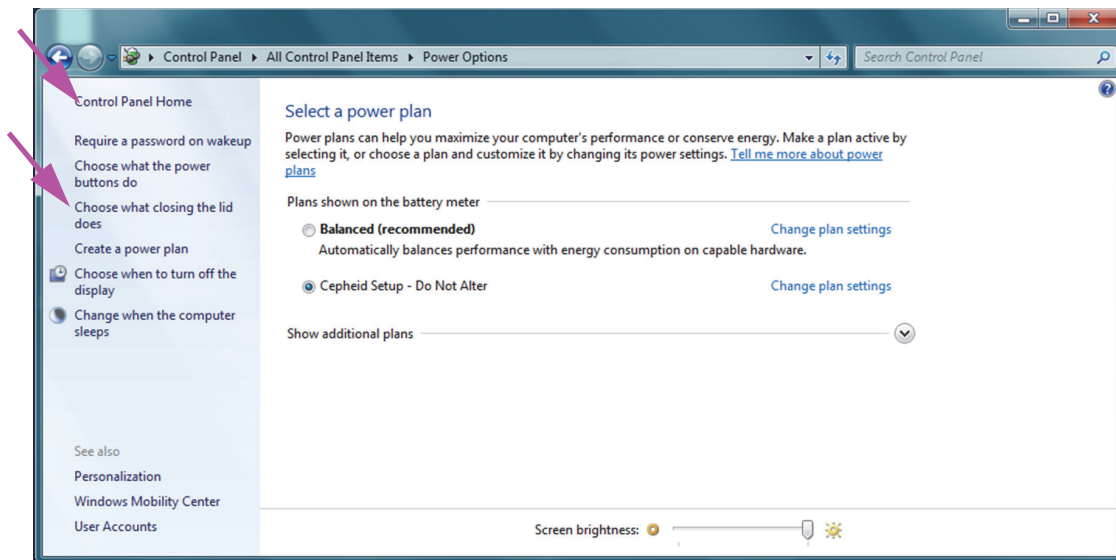 Control Panel All Control Panel Items Power Options
Search Control Panel
Control Panel Home
Require a password on wakeup
Choose what the power
buttons do
Choose what closing the lid
does
Create a power plan
Choose when to turn off the
display
Change when the computer
sleeps
See also
Personalization
Windows Mobility Center
User Accounts
Select a power plan
Power plans can help you maximize your computer's performance or conserve energy. Make a plan active by
selecting it, or choose a plan and customize it by changing its power settings. Tell me more about power
plans
Plans shown on the battery meter
Balanced (recommended) Change plan settings
Automatically balances performance with energy consumption on capable hardware.
Cepheid Setup - Do Not Alter Change plan settings
Show additional plans
Screen brightness: